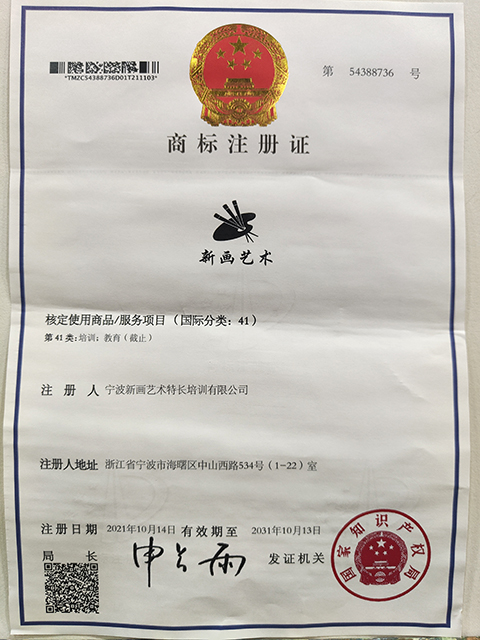 *TMZC54388736D01T211103*
第 54388736 号
商标注册证
新画艺术
核定使用商品/服务项目（国际分类：41）
第41类:培训；教育（截止）
注册人 宁波新画艺术特长培训有限公司
注册人地址 浙江省宁波市海曙区中山西路534号（1-22）室
注册日期 2021年10月14日 有效期至 2031年10月13日
局长 申长雨 发证机关
国家知识产权局